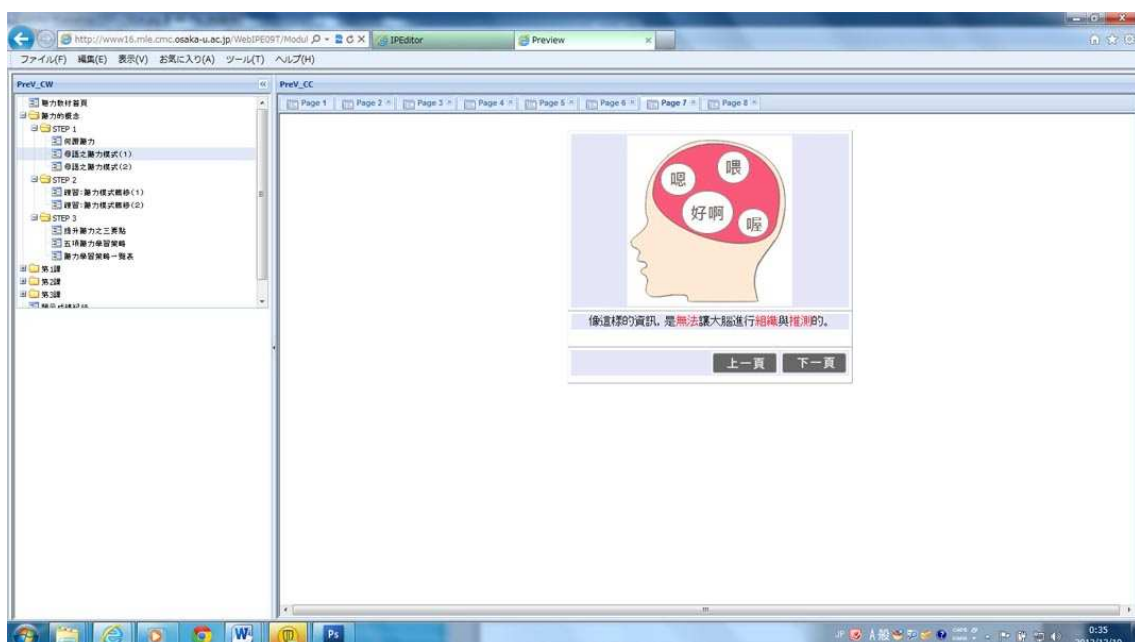 http://www16.mle.cmc.osaka-u.ac.jp/WebIPE09T/Modul
IPEditor
Preview
ファイル(F) 編集(E) 表示(V) お気に入り(A) ツール(T) ヘルプ(H)
PreV_CW
PreV_CC
聽力教材首頁
聽力的概念
STEP 1
何謂聽力
母語之聽力模式(1)
母語之聽力模式(2)
STEP 2
練習:聽力模式轉移(1)
練習:聽力模式轉移(2)
STEP 3
提升聽力之三要點
五項聽力學習策略
聽力學習策略一覽表
第1課
第2課
第3課
Page 1 Page 2 Page 3 Page 4 Page 5 Page 6 Page 7 Page 8
嗯
喂
好啊
喔
像這樣的資訊, 是無法讓大腦進行組織與推測的。
上一頁 下一頁
W
Ps
JP A 般
0:35